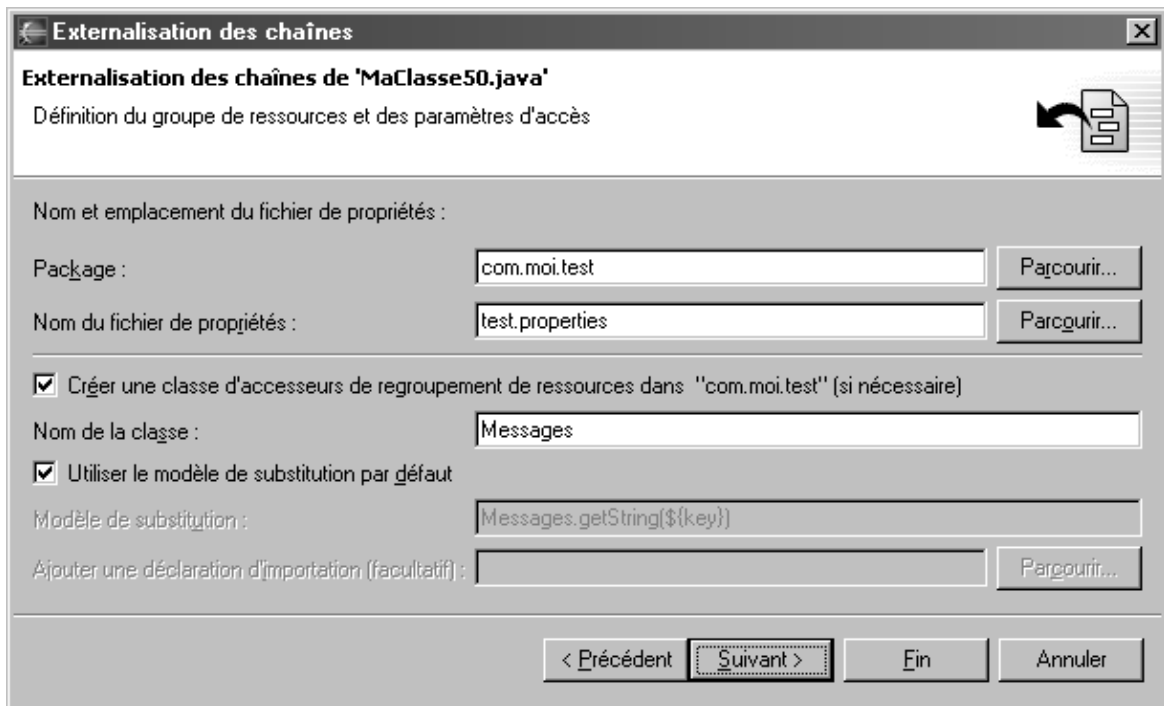 Externalisation des chaînes
Externalisation des chaînes de 'MaClasse50.java'
Définition du groupe de ressources et des paramètres d'accès
Nom et emplacement du fichier de propriétés :
Package : com.moi.test Parcourir...
Nom du fichier de propriétés : test.properties Parcourir...
Créer une classe d'accesseurs de regroupement de ressources dans "com.moi.test" (si nécessaire)
Nom de la classe : Messages
Utiliser le modèle de substitution par défaut
Modèle de substitution : Messages.getString(${key})
Ajouter une déclaration d'importation (facultatif) : Parcourir...
< Précédent Suivant > Fin Annuler